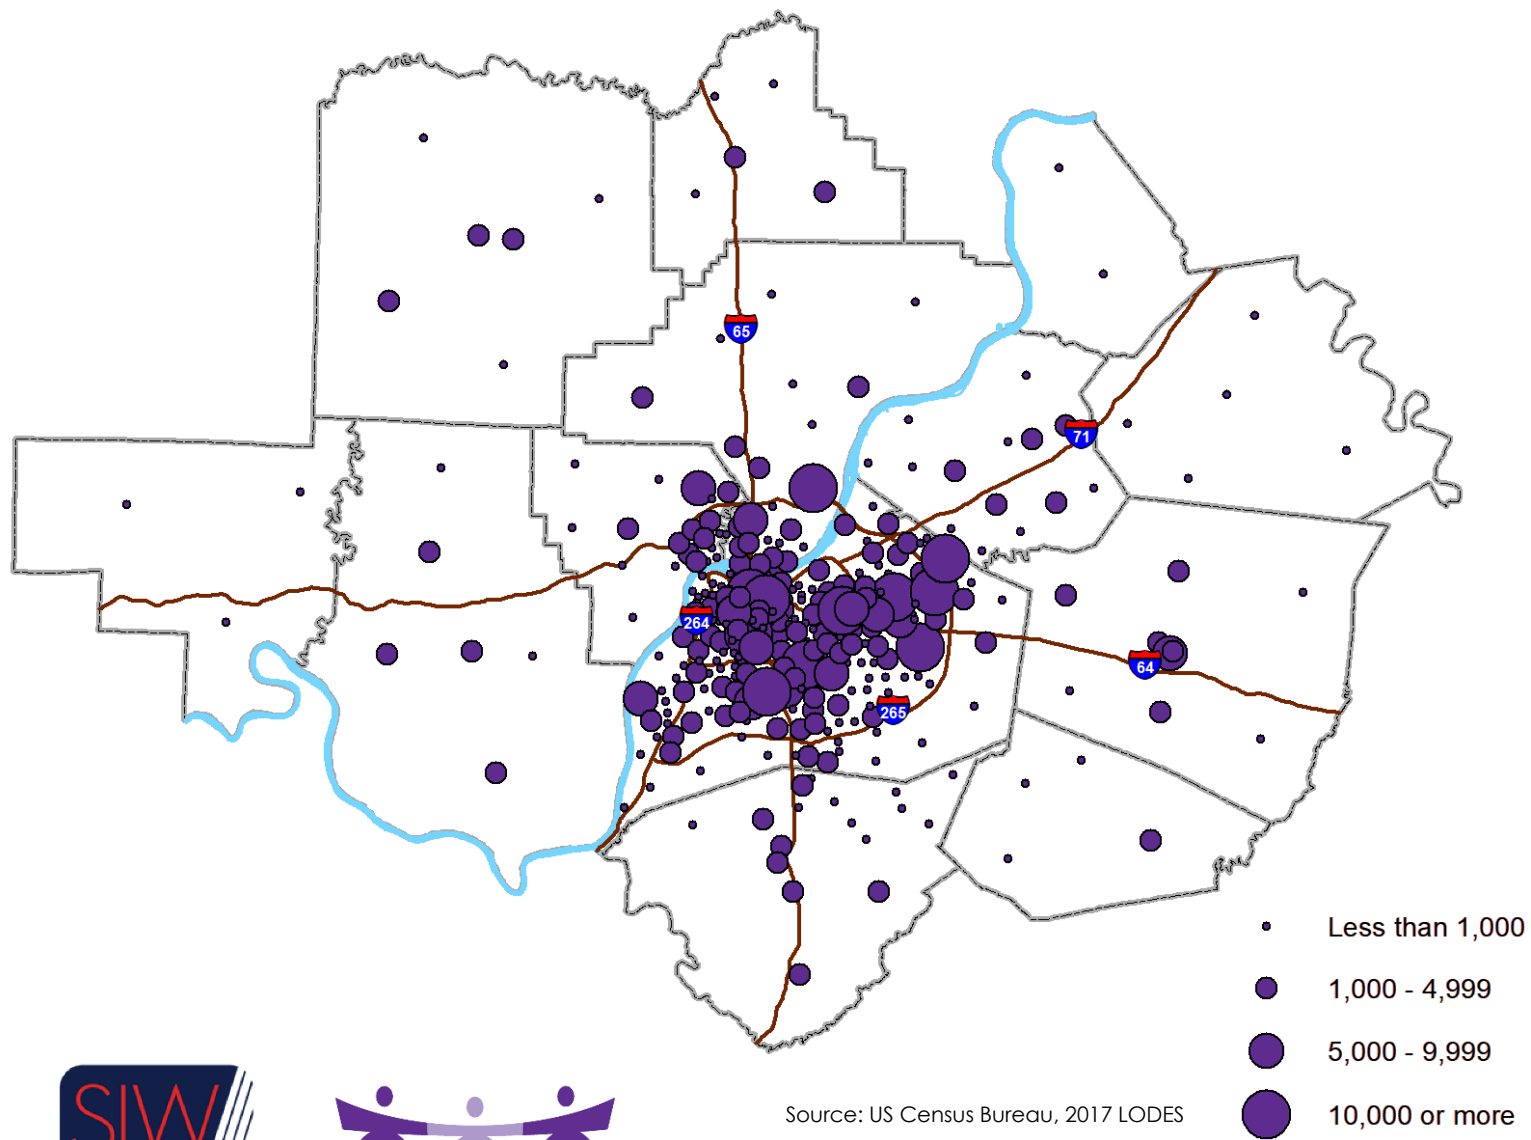 65
71
264
64
265
Less than 1,000
1,000 - 4,999
5,000 - 9,999
10,000 or more
SIW
Source: US Census Bureau, 2017 LODES